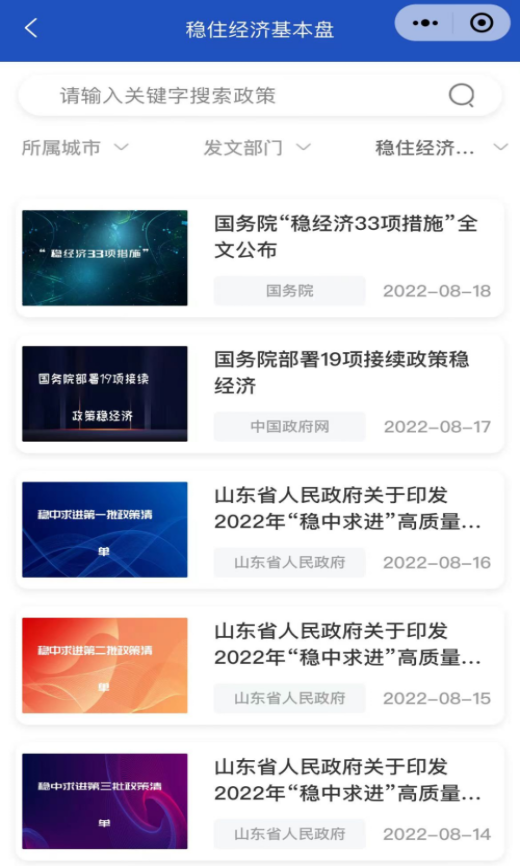 稳住经济基本盘
请输入关键字搜索政策
所属城市
发文部门
稳住经济...
“稳经济33项措施”
国务院“稳经济33项措施”全
文公布
国务院
2022-08-18
国务院部署19项接续
政策稳经济
国务院部署19项接续政策稳
经济
中国政府网
2022-08-17
稳中求进第一批政策清
单
山东省人民政府关于印发
2022年“稳中求进”高质量...
山东省人民政府
2022-08-16
稳中求进第二批政策清
单
山东省人民政府关于印发
2022年“稳中求进”高质量...
山东省人民政府
2022-08-15
稳中求进第三批政策清
单
山东省人民政府关于印发
2022年“稳中求进”高质量...
山东省人民政府
2022-08-14